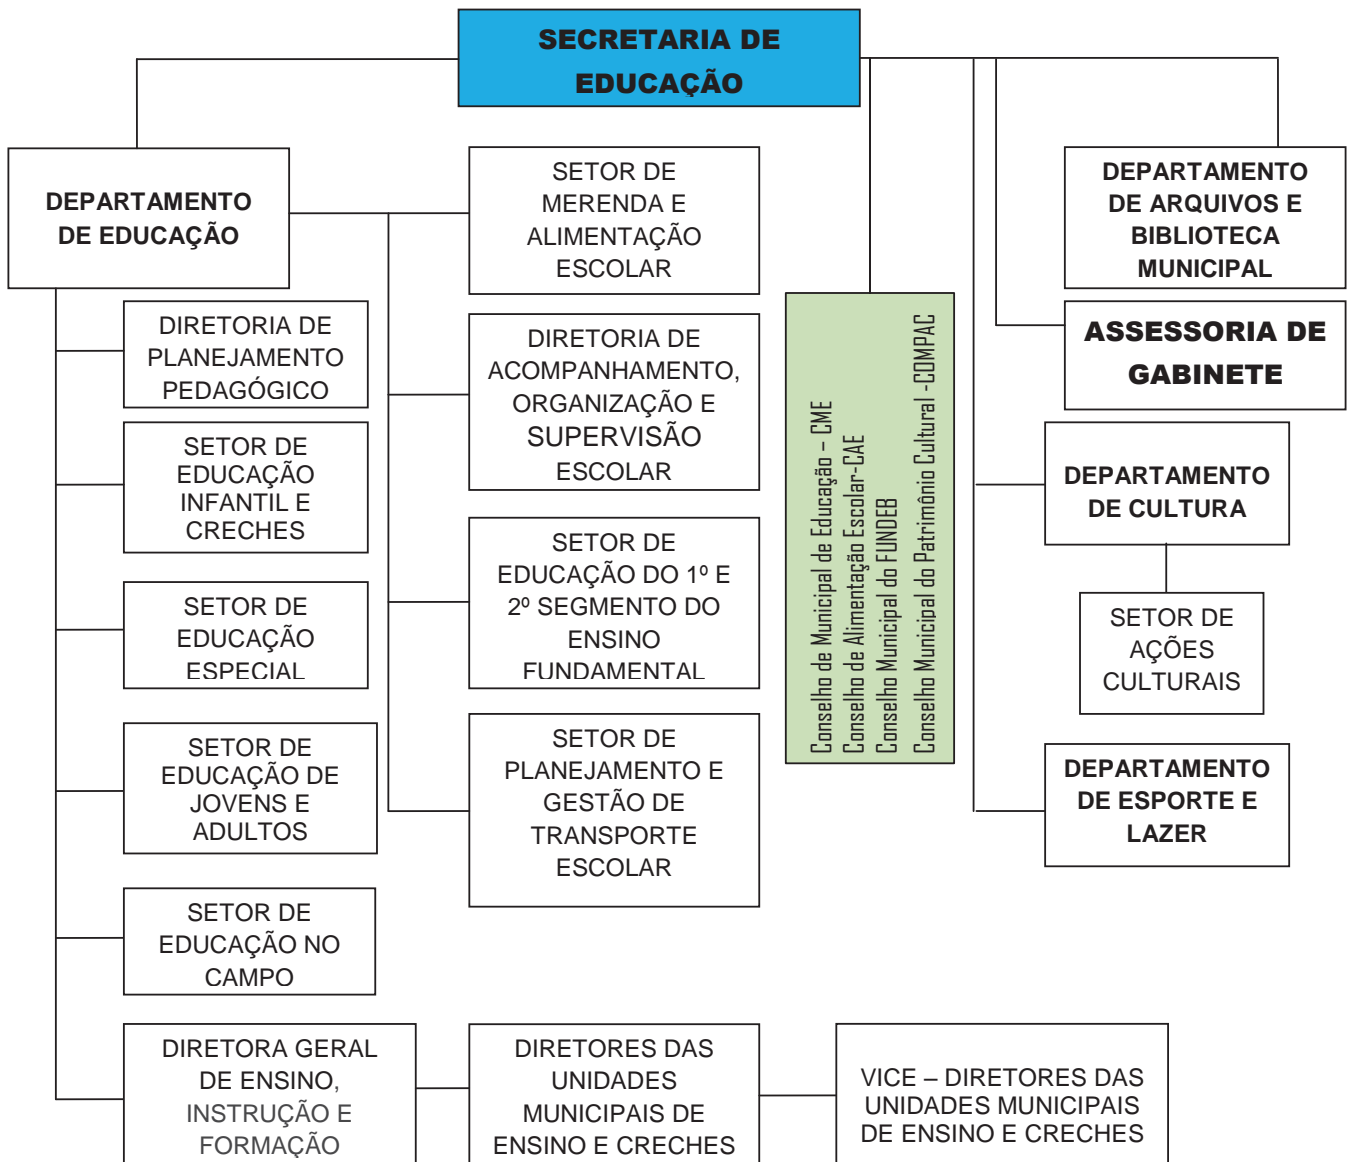 SECRETARIA DE
EDUCAÇÃO
DEPARTAMENTO
DE EDUCAÇÃO
DIRETORIA DE
PLANEJAMENTO
PEDAGÓGICO
SETOR DE
EDUCAÇÃO
INFANTIL E
CRECHES
SETOR DE
EDUCAÇÃO
ESPECIAL
SETOR DE
EDUCAÇÃO DE
JOVENS E
ADULTOS
SETOR DE
EDUCAÇÃO NO
CAMPO
DIRETORA GERAL
DE ENSINO,
INSTRUÇÃO E
FORMAÇÃO
SETOR DE
MERENDA E
ALIMENTAÇÃO
ESCOLAR
DIRETORIA DE
ACOMPANHAMENTO,
ORGANIZAÇÃO E
SUPERVISÃO
ESCOLAR
SETOR DE
EDUCAÇÃO DO 1º E
2º SEGMENTO DO
ENSINO
FUNDAMENTAL
SETOR DE
PLANEJAMENTO E
GESTÃO DE
TRANSPORTE
ESCOLAR
DIRETORES DAS
UNIDADES
MUNICIPAIS DE
ENSINO E CRECHES
VICE – DIRETORES DAS
UNIDADES MUNICIPAIS
DE ENSINO E CRECHES
Conselho de Municipal de Educação – CME
Conselho de Alimentação Escolar-CAE
Conselho Municipal do FUNDEB
Conselho Municipal do Patrimônio Cultural -COMPAC
DEPARTAMENTO
DE ARQUIVOS E
BIBLIOTECA
MUNICIPAL
ASSESSORIA DE
GABINETE
DEPARTAMENTO
DE CULTURA
SETOR DE
AÇÕES
CULTURAIS
DEPARTAMENTO
DE ESPORTE E
LAZER